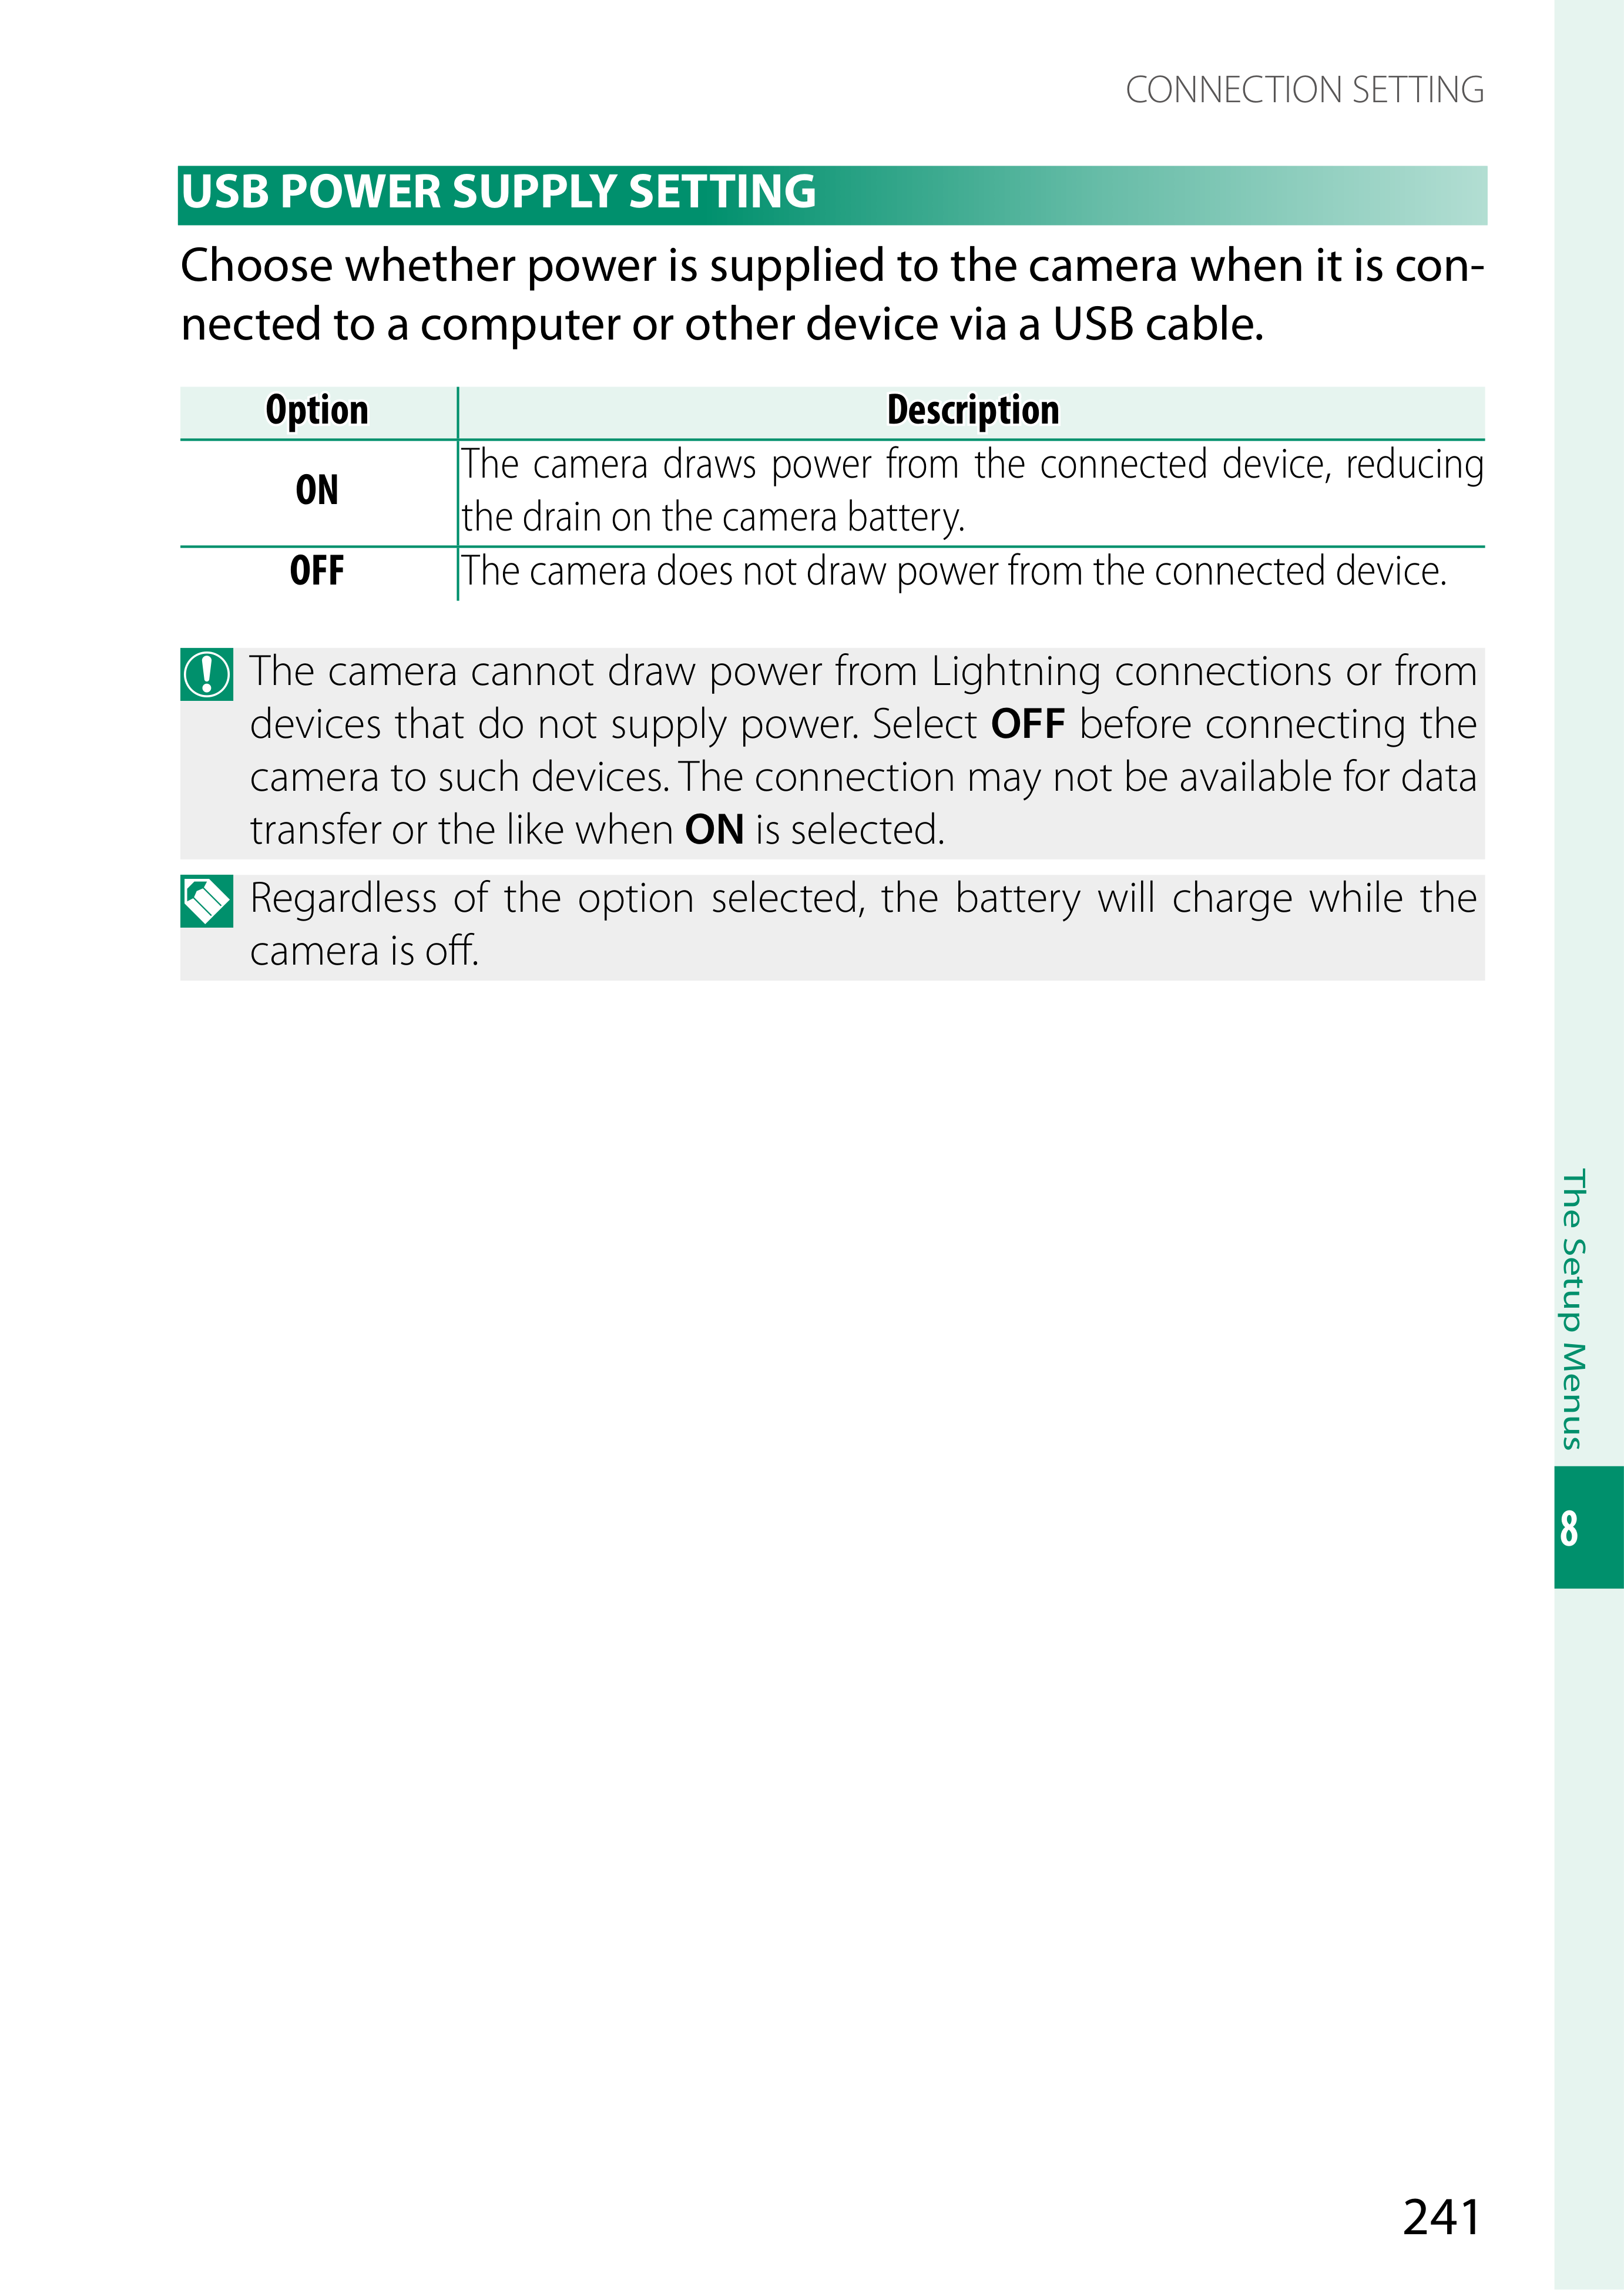 CONNECTION SETTING
USB POWER SUPPLY SETTING
Choose whether power is supplied to the camera when it is con-
nected to a computer or other device via a USB cable.
Option Description
ON
The camera draws power from the connected device, reducing
the drain on the camera battery.
OFF The camera does not draw power from the connected device.
The camera cannot draw power from Lightning connections or from
devices that do not supply power. Select OFF before connecting the
camera to such devices. The connection may not be available for data
transfer or the like when ON is selected.
Regardless of the option selected, the battery will charge while the
camera is off.
The Setup Menus
8
241